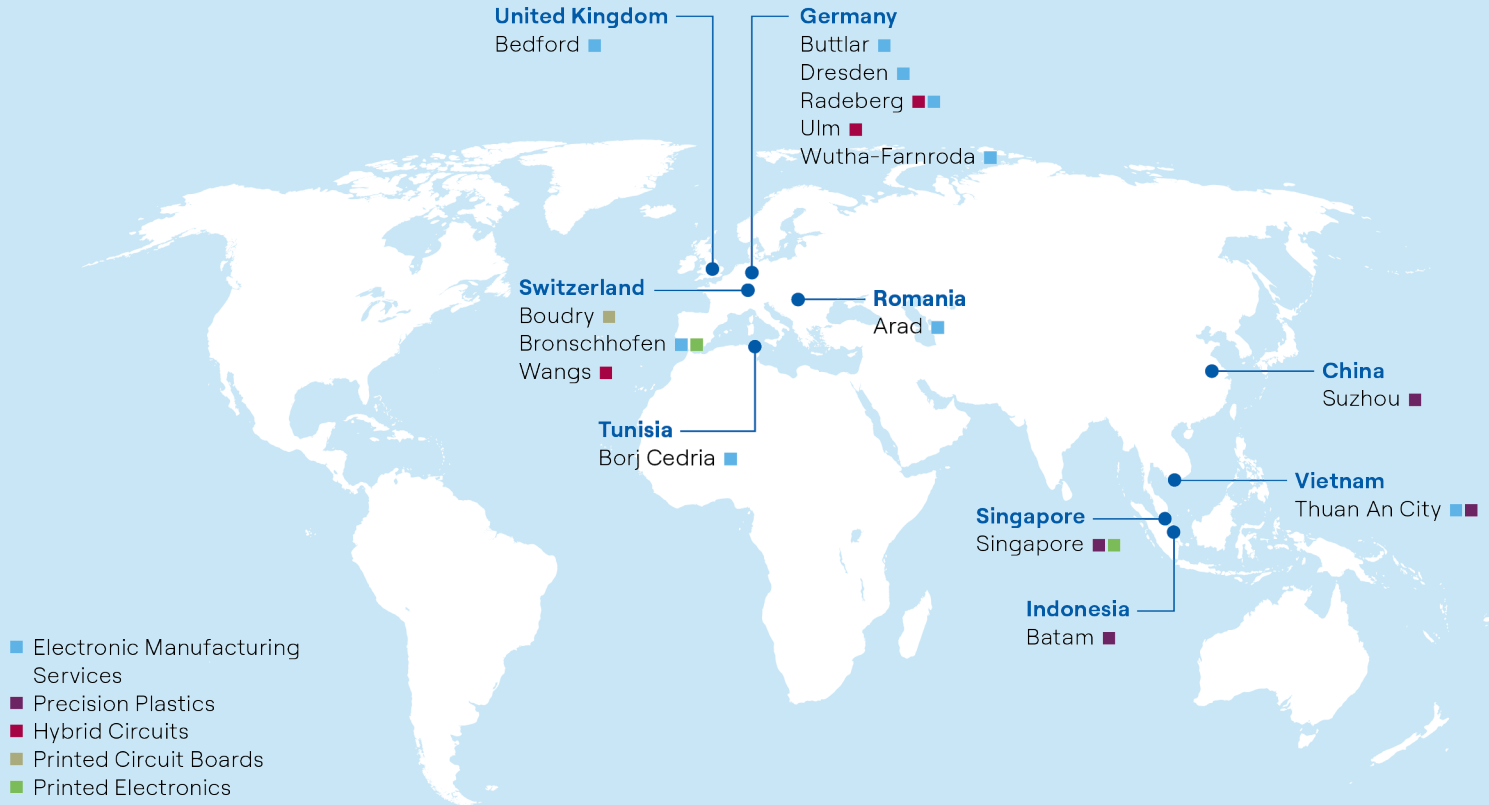 United Kingdom
Bedford
Germany
Buttlar
Dresden
Radeberg
Ulm
Wutha-Farnroda
Switzerland
Boudry
Bronschhofen
Wangs
Romania
Arad
Tunisia
Borj Cedria
China
Suzhou
Vietnam
Thuan An City
Singapore
Singapore
Indonesia
Batam
Electronic Manufacturing
Services
Precision Plastics
Hybrid Circuits
Printed Circuit Boards
Printed Electronics